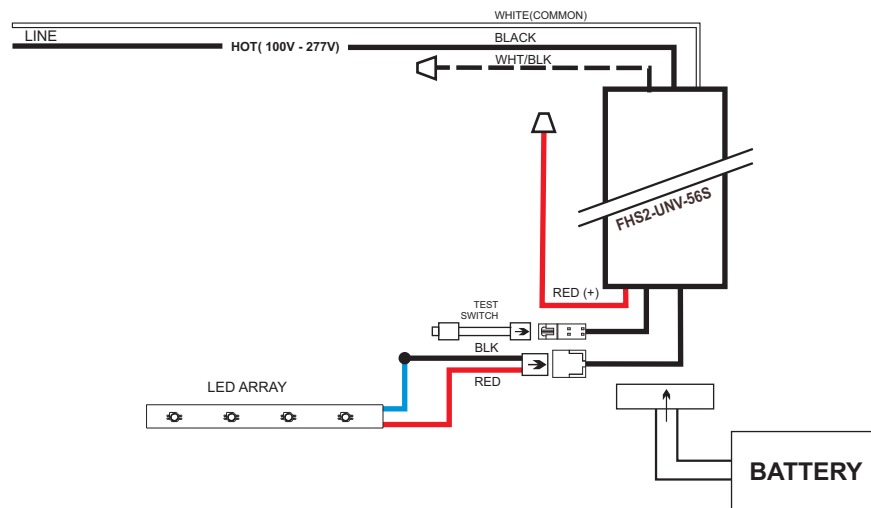 WHITE(COMMON)
LINE
HOT( 100V - 277V)
BLACK
WHT/BLK
FHS2-UNV-56S
RED (+)
TEST
SWITCH
BLK
RED
LED ARRAY
BATTERY